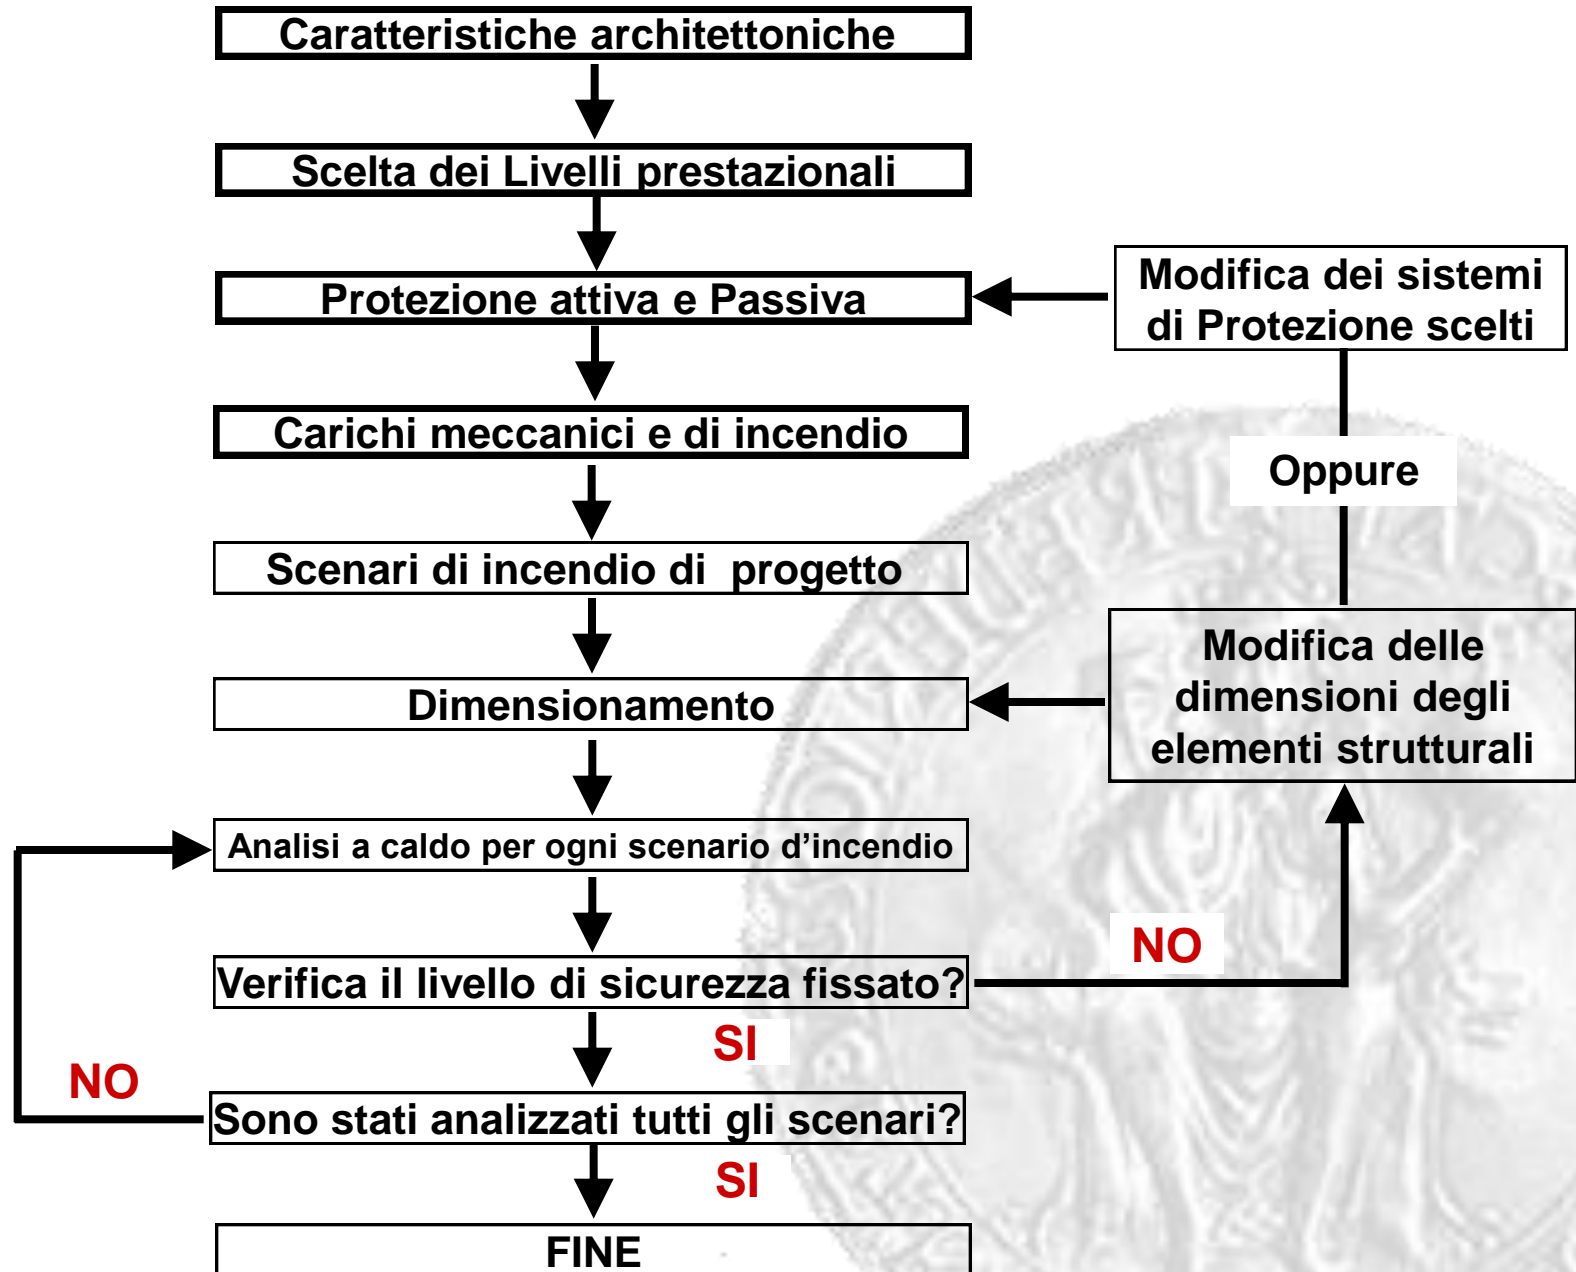 Caratteristiche architettoniche
Scelta dei Livelli prestazionali
Protezione attiva e Passiva
Modifica dei sistemi
di Protezione scelti
Carichi meccanici e di incendio
Oppure
Scenari di incendio di progetto
Dimensionamento
Modifica delle
dimensioni degli
elementi strutturali
Analisi a caldo per ogni scenario d'incendio
Verifica il livello di sicurezza fissato?
NO
SI
NO
Sono stati analizzati tutti gli scenari?
SI
FINE